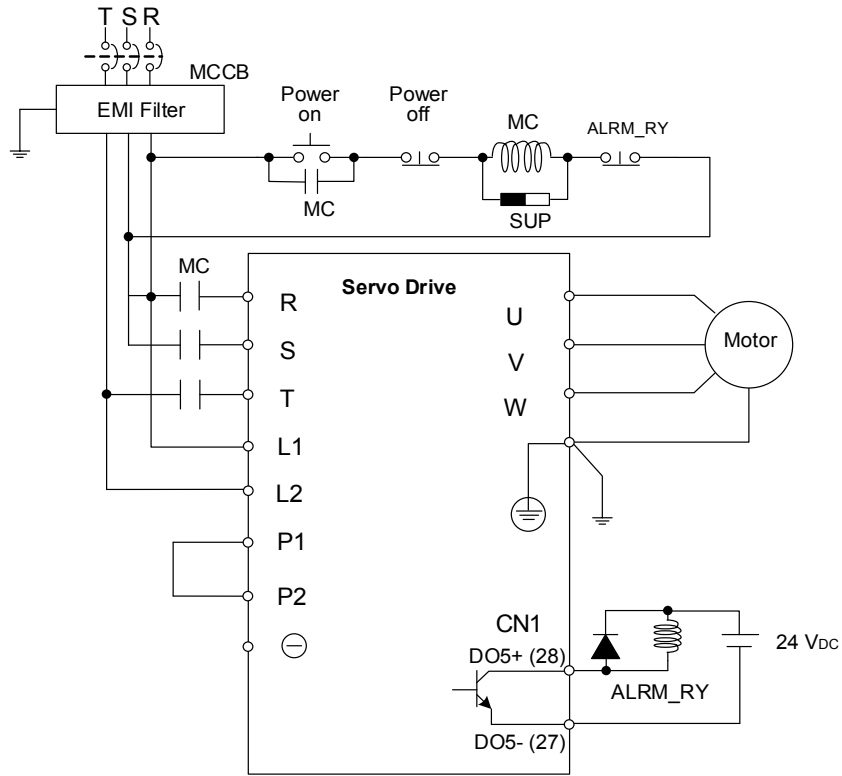 T S R
MCCB
EMI Filter
Power
on
Power
off
MC
ALRM_RY
MC
SUP
MC
Servo Drive
R
S
T
L1
L2
P1
P2
U
V
W
Motor
CN1
DO5+ (28)
DO5- (27)
ALRM_RY
24 VDC